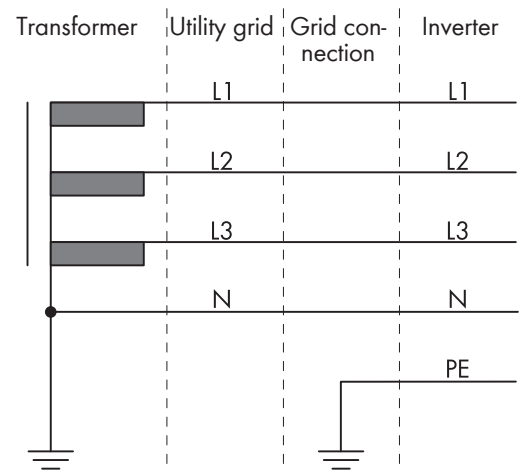 Transformer
Utility grid
Grid con-
nection
Inverter
L1
L1
L2
L2
L3
L3
N
N
PE